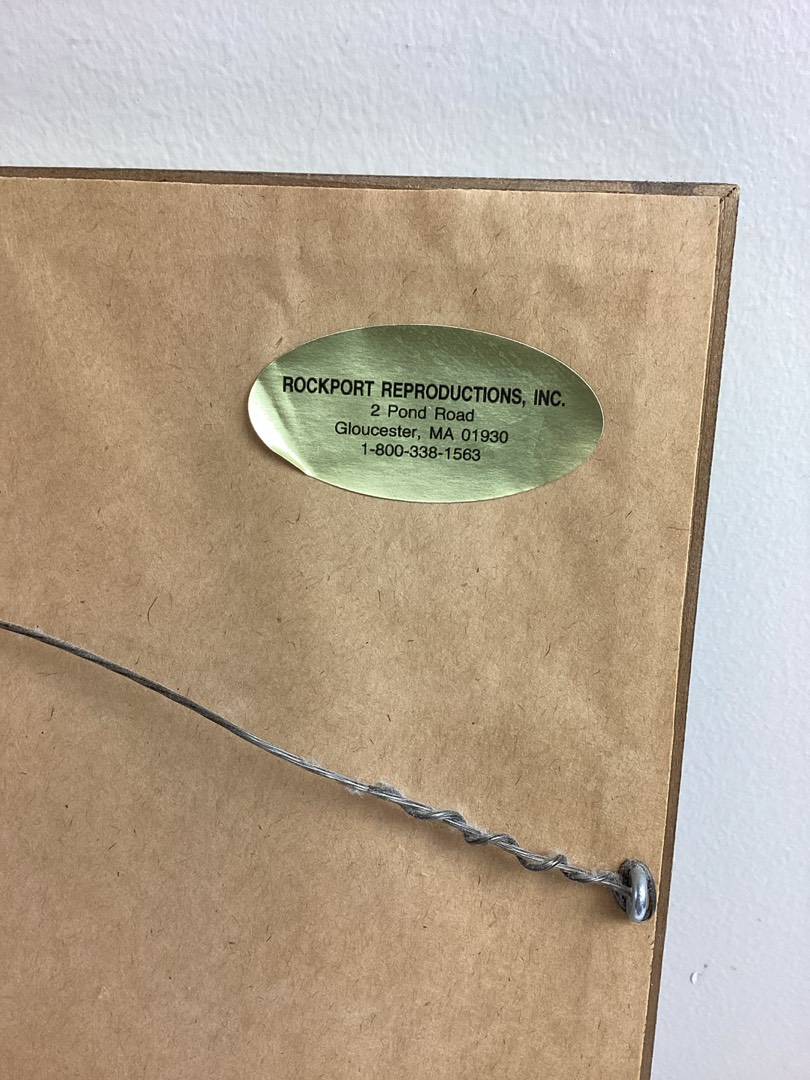 ROCKPORT REPRODUCTIONS, INC.
2 Pond Road
Gloucester, MA 01930
1-800-338-1563